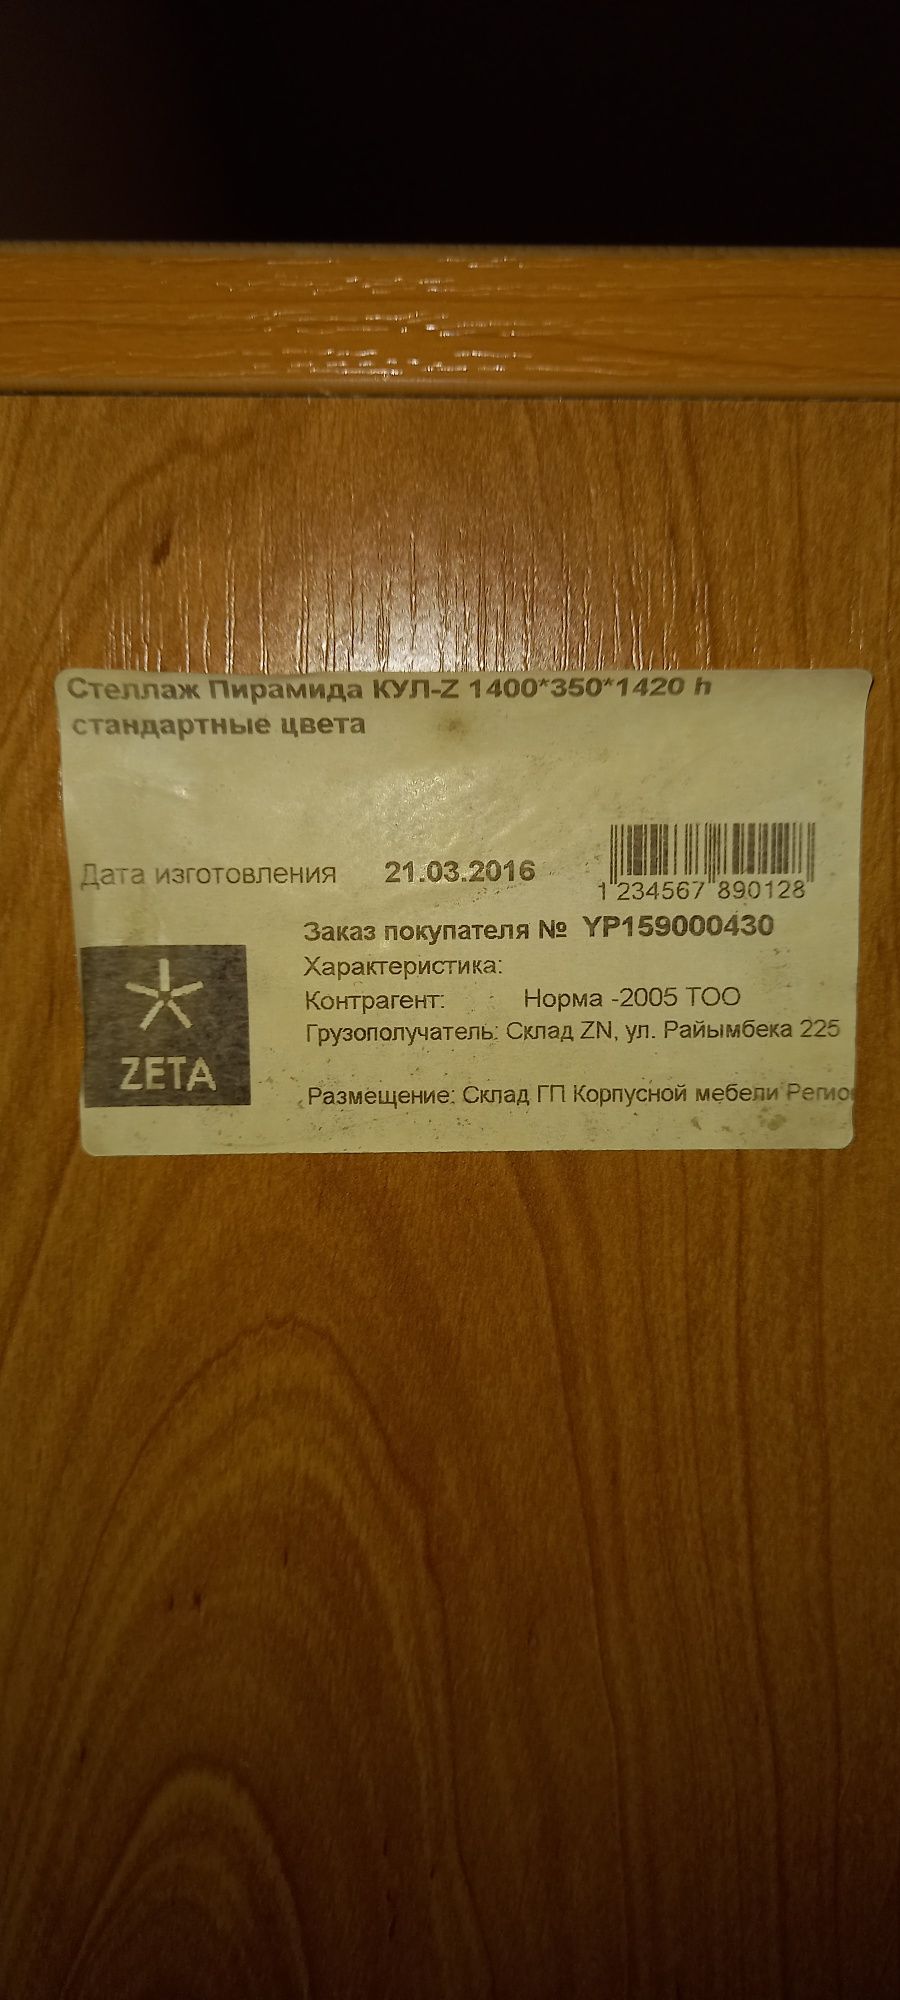 Стеллаж Пирамида КУЛ-Z 1400*350*1420 h
стандартные цвета
Дата изготовления 21.03.2016
1 234567 890128
Заказ покупателя № YP159000430
Характеристика:
Контрагент: Норма -2005 ТОО
Грузополучатель: Склад ZN, ул. Райымбека 225
ZETA
Размещение: Склад ГП Корпусной мебели Регио